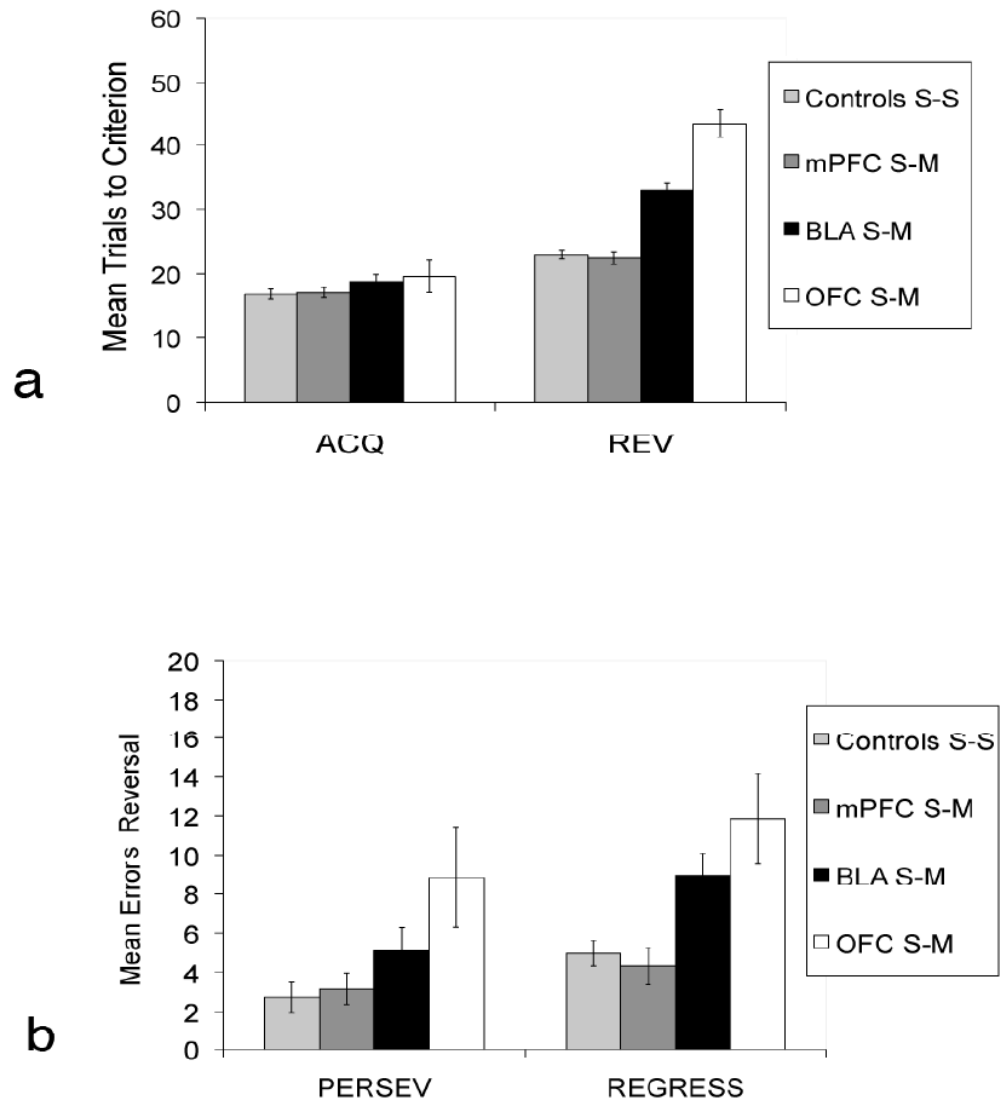 60
50
40
30
20
10
0
Mean Trials to Criterion
ACQ
REV
Controls S-S
mPFC S-M
BLA S-M
OFC S-M
a
20
18
16
14
12
10
8
6
4
2
0
Mean Errors Reversal
PERSEV
REGRESS
Controls S-S
mPFC S-M
BLA S-M
OFC S-M
b